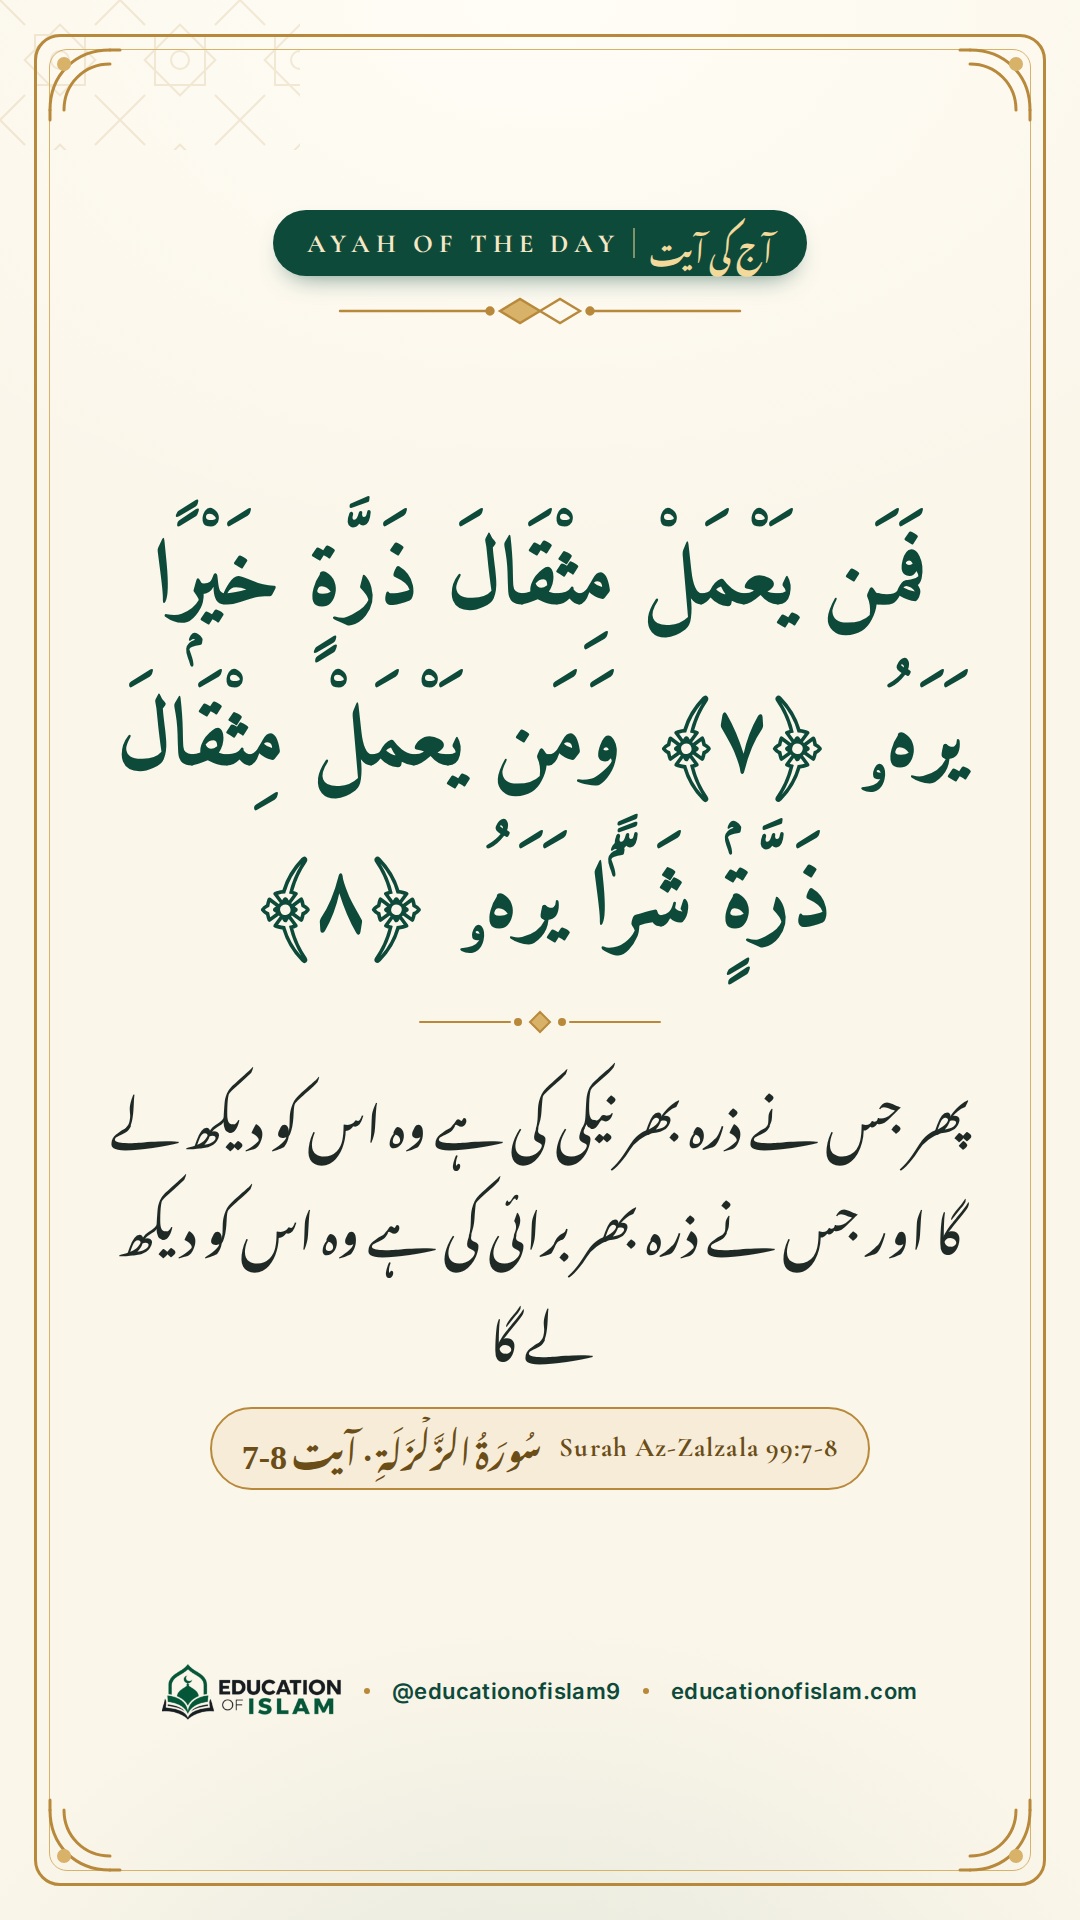 AYAH OF THE DAY | آج کی آیت
فَمَن يَعْمَلْ مِثْقَالَ ذَرَّةٍ خَيْرًا
يَرَهُۥ ﴿٧﴾ وَمَن يَعْمَلْ مِثْقَالَ
ذَرَّةٍۢ شَرًّۭا يَرَهُۥ ﴿٨﴾
پھر جس نے ذرہ بھر نیکی کی ہے وہ اس کو دیکھ لے
گا اور جس نے ذرہ بھر برائی کی ہے وہ اس کو دیکھ
لے گا
سُورَةُ الزَّلْزَلَةِ · آیت 7-8 Surah Az-Zalzala 99:7-8
EDUCATION OF ISLAM • @educationofislam9 • educationofislam.com